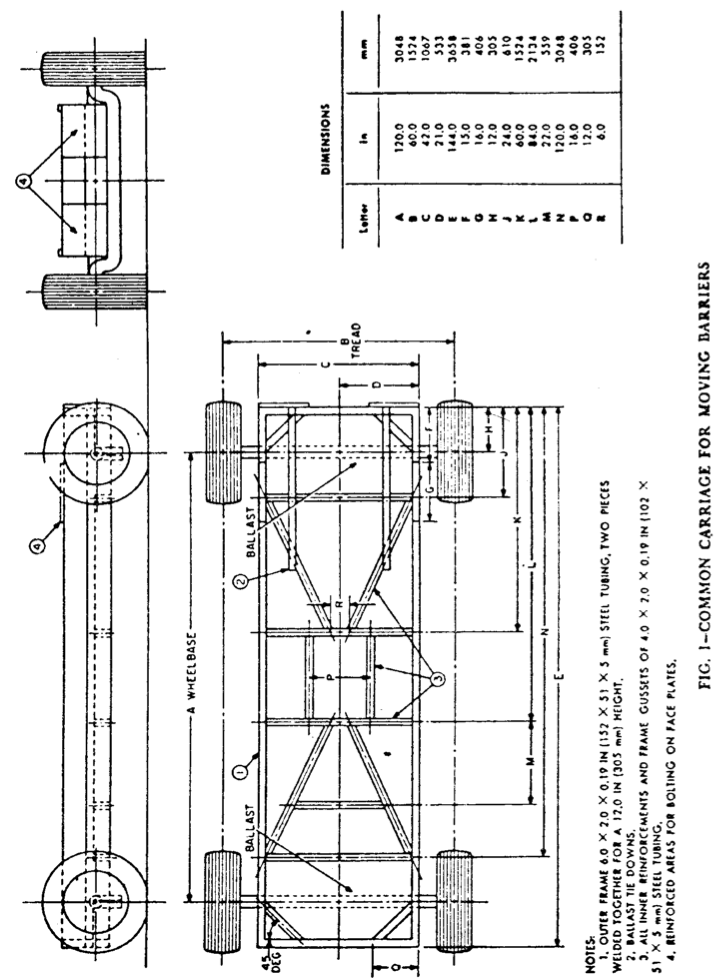 4
4
A WHEELBASE
1
2
BALLAST
BALLAST
45
DEG
P
R
3
G
F
H
J
K
L
M
N
E
Q
D
C
B
TREAD
DIMENSIONS
Letter in mm
A 120.0 3048
B 60.0 1524
C 42.0 1067
D 21.0 533
E 144.0 3658
F 15.0 381
G 16.0 406
H 12.0 305
J 24.0 610
K 60.0 1524
L 84.0 2134
M 22.0 559
N 120.0 3048
P 16.0 406
Q 12.0 305
R 6.0 152
NOTES:
1. OUTER FRAME 6.0 × 2.0 × 0.19 IN (152 × 51 × 5 mm) STEEL TUBING, TWO PIECES
WELDED TOGETHER FOR A 12.0 IN (305 mm) HEIGHT.
2. BALLAST TIE DOWNS.
3. ALL INNER REINFORCEMENTS AND FRAME GUSSETS OF 4.0 × 2.0 × 0.19 IN (102 ×
51 × 5 mm) STEEL TUBING.
4. REINFORCED AREAS FOR BOLTING ON FACE PLATES.
FIG. 1–COMMON CARRIAGE FOR MOVING BARRIERS